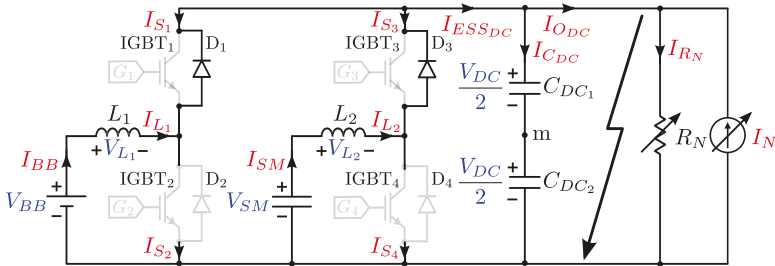 I_{S_1} I_{S_3} I_{ESS_{DC}} I_{O_{DC}}
IGBT_1 D_1 IGBT_3 D_3 I_{C_{DC}} I_{R_N}
G_1 G_3 V_{DC}/2 + − C_{DC_1}
L_1 I_{L_1} L_2 I_{L_2} m R_N I_N
+ V_{L_1} − + V_{L_2} −
I_{BB} IGBT_2 D_2 I_{SM} IGBT_4 D_4 V_{DC}/2 + − C_{DC_2}
V_{BB} + − G_2 V_{SM} + − G_4
I_{S_2} I_{S_4}